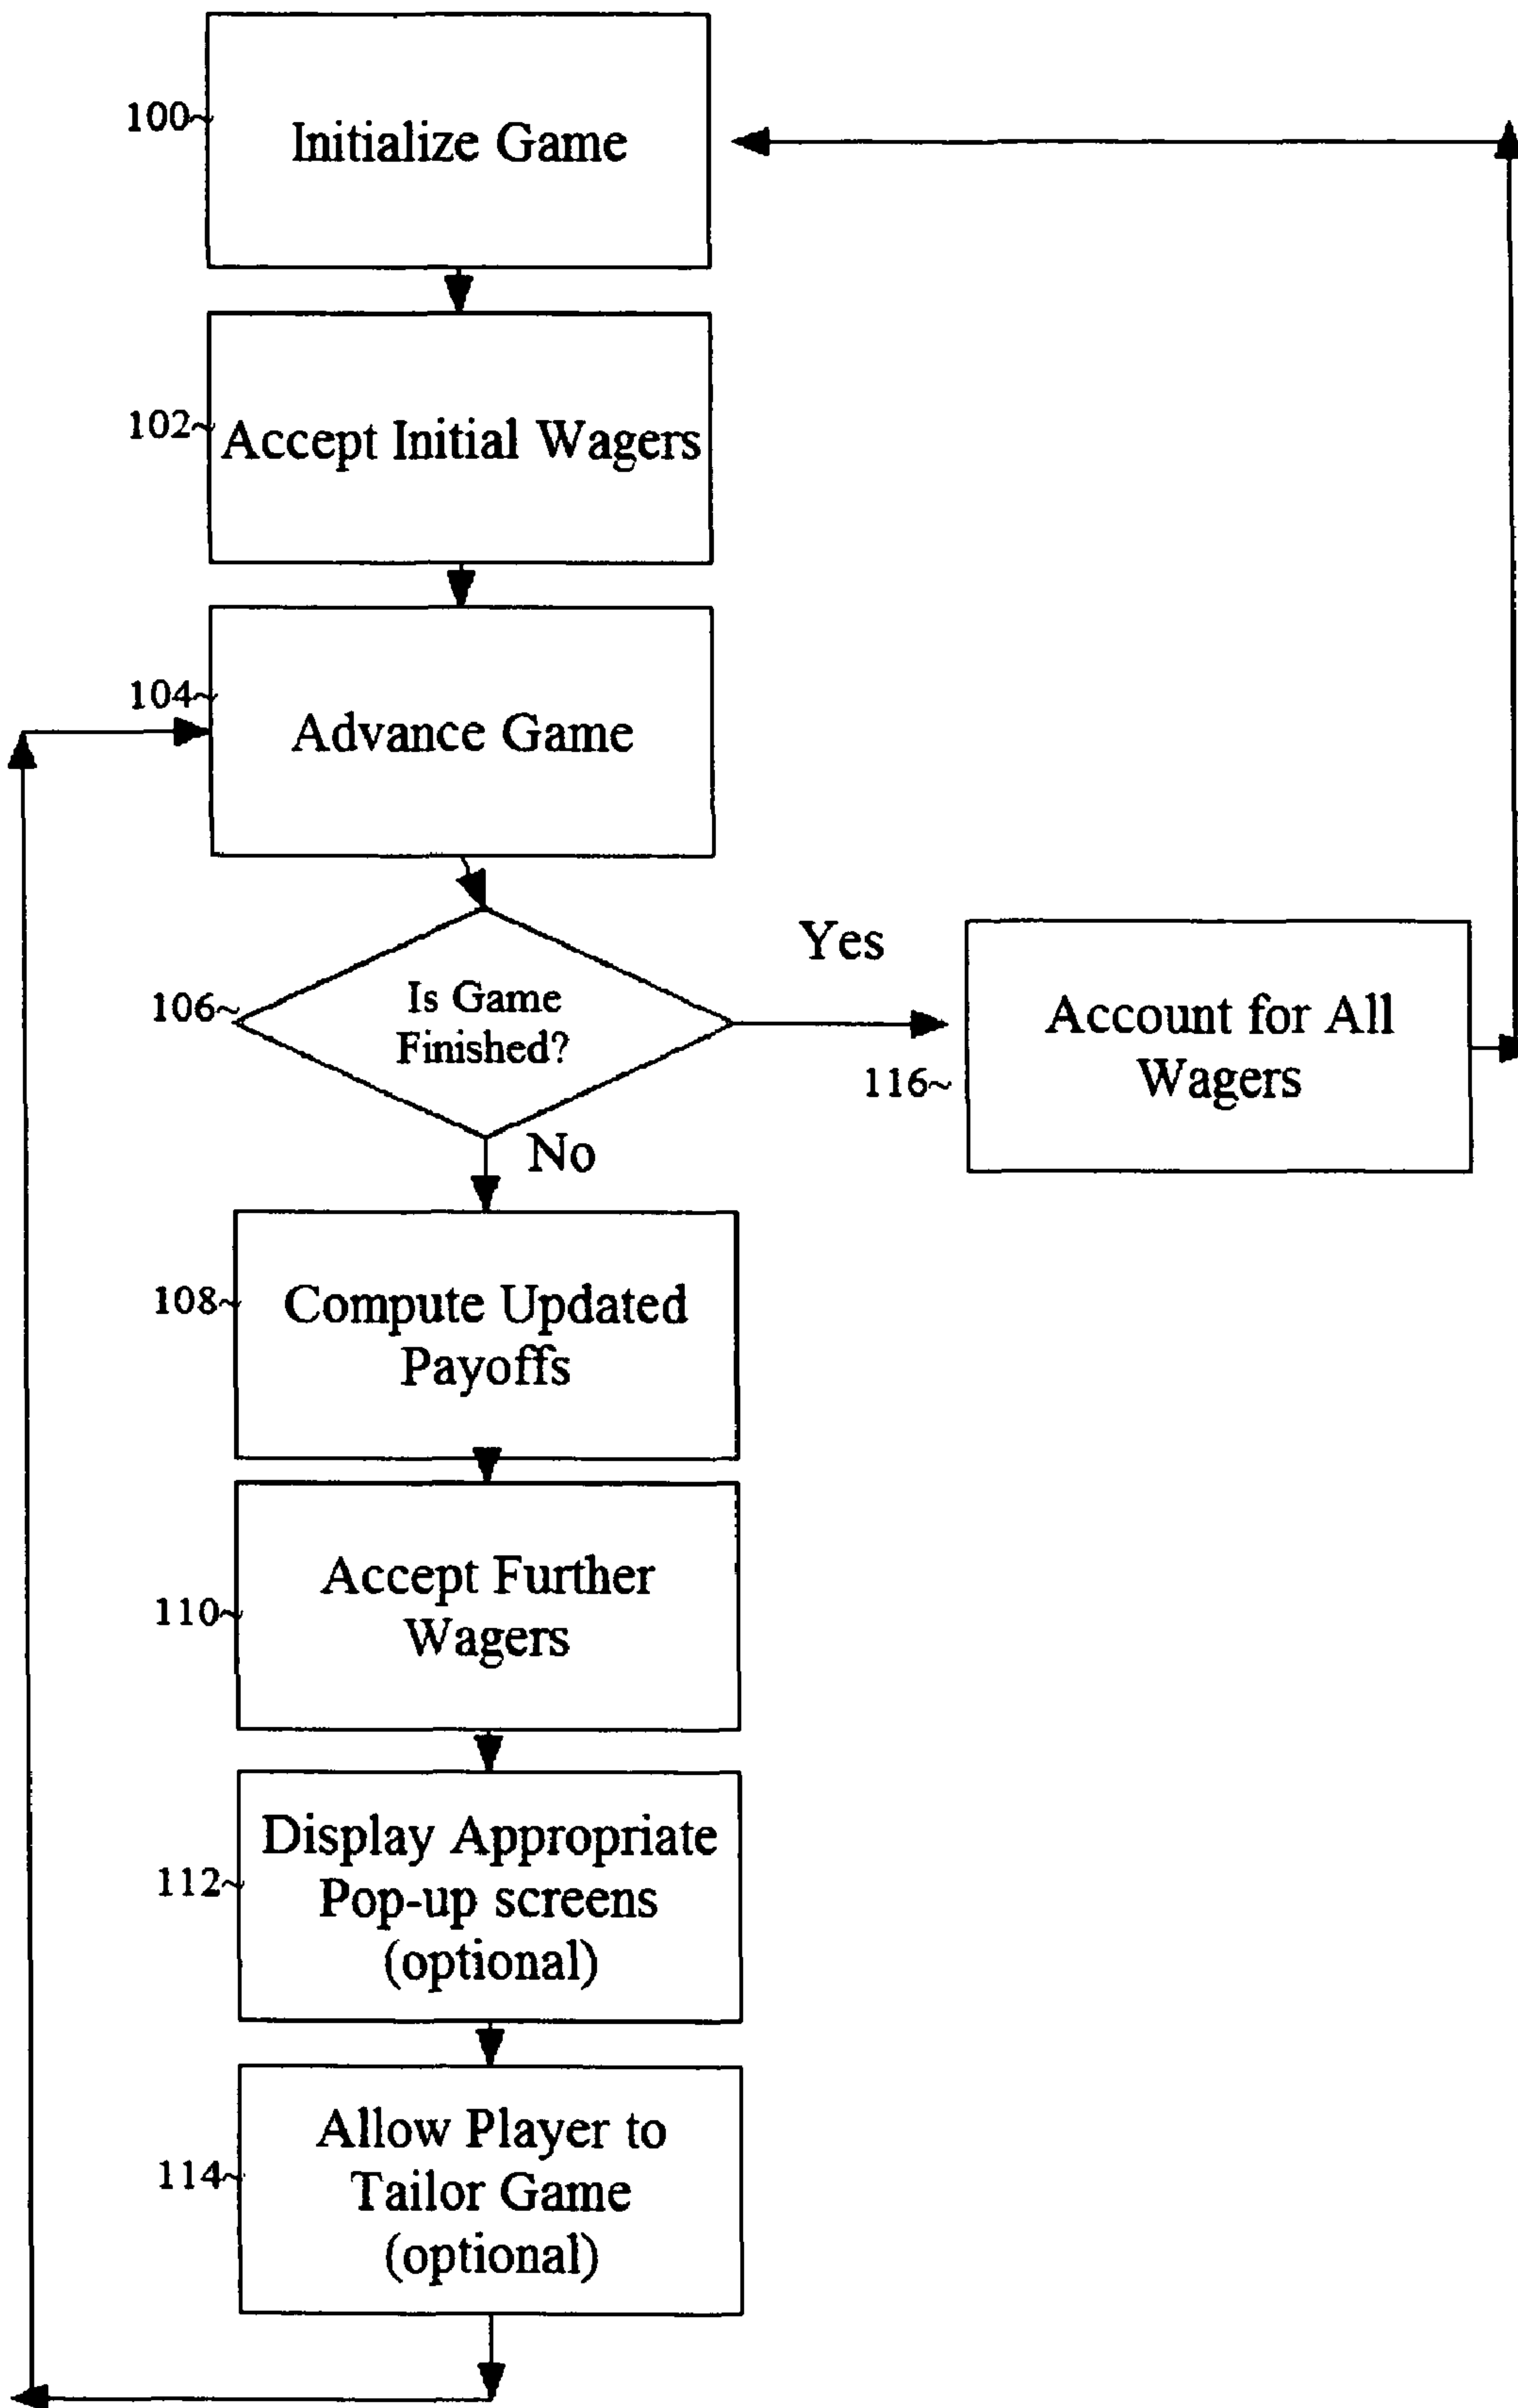 100~
Initialize Game
102~
Accept Initial Wagers
104~
Advance Game
106~
Is Game
Finished?
Yes
116~
Account for All
Wagers
No
108~
Compute Updated
Payoffs
110~
Accept Further
Wagers
112~
Display Appropriate
Pop-up screens
(optional)
114~
Allow Player to
Tailor Game
(optional)